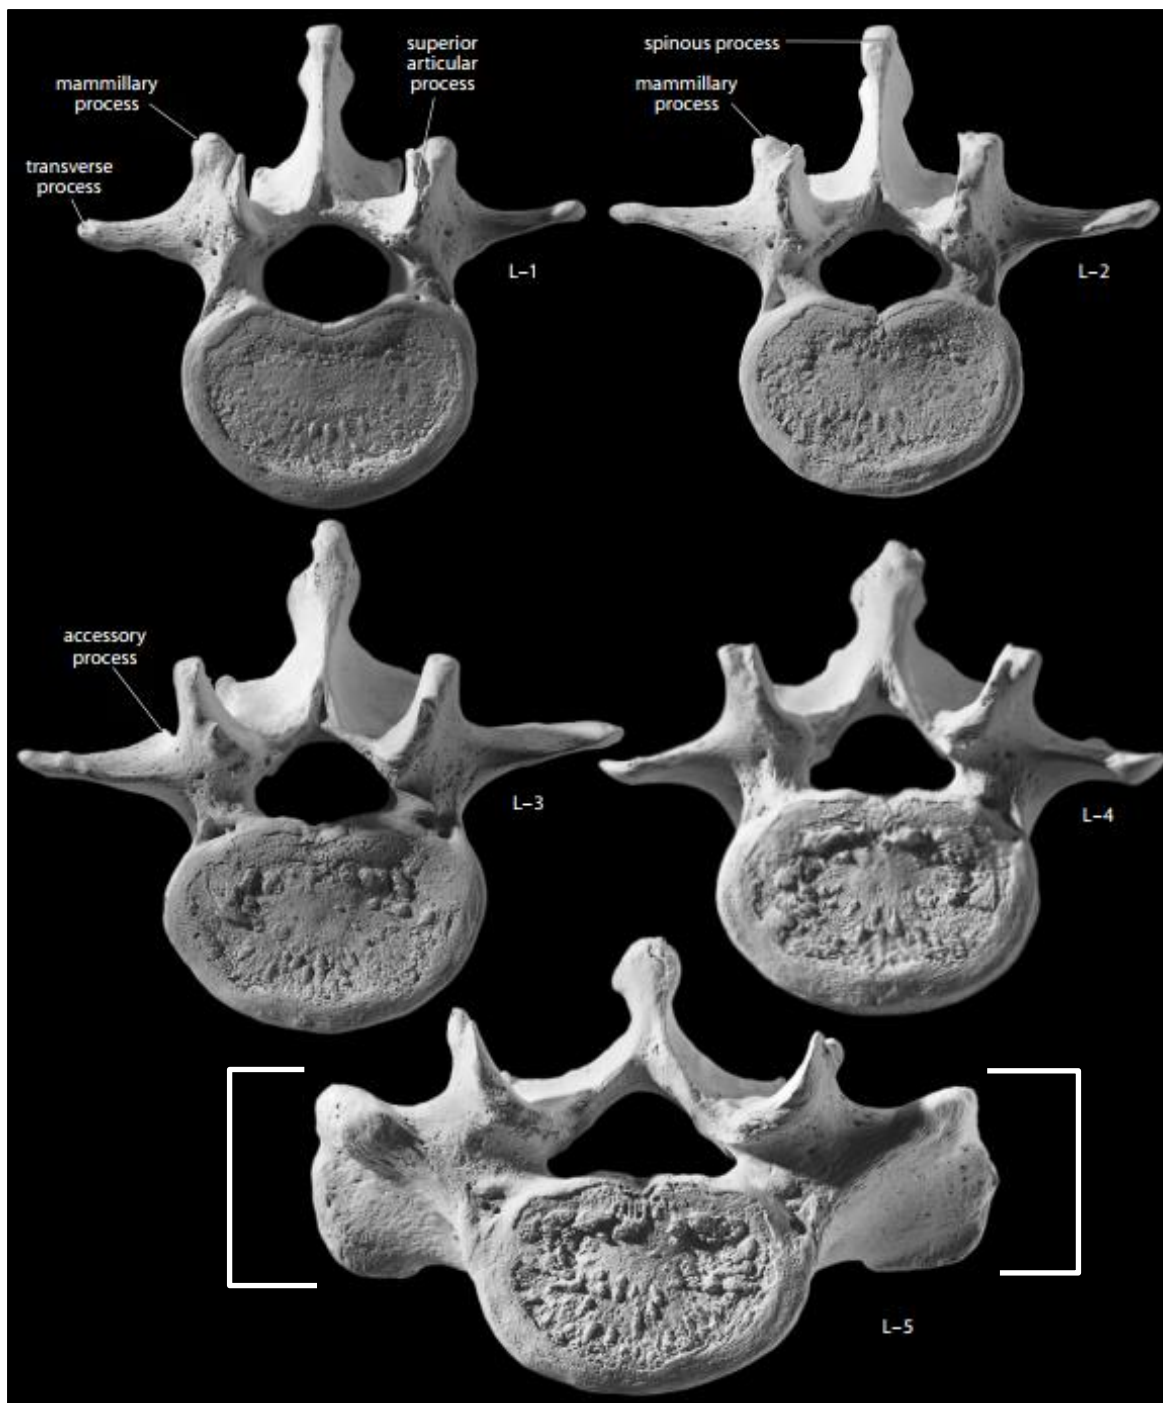 superior
articular
process
mammillary
process
transverse
process
L–1
spinous process
mammillary
process
L–2
accessory
process
L–3
L–4
L–5